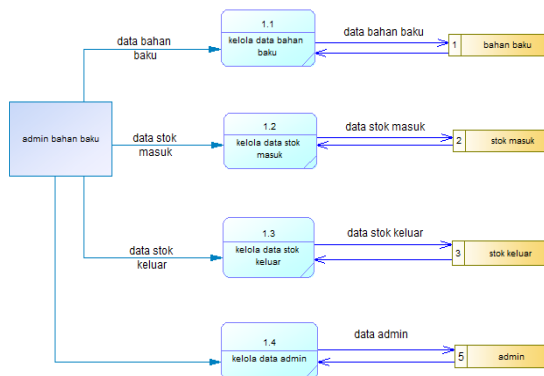 1.1
data bahan
baku
kelola data bahan
baku
data bahan baku
1 bahan baku
admin bahan baku
1.2
data stok
masuk
kelola data stok
masuk
data stok masuk
2 stok masuk
1.3
data stok
keluar
kelola data stok
keluar
data stok keluar
3 stok keluar
1.4
kelola data admin
data admin
5 admin